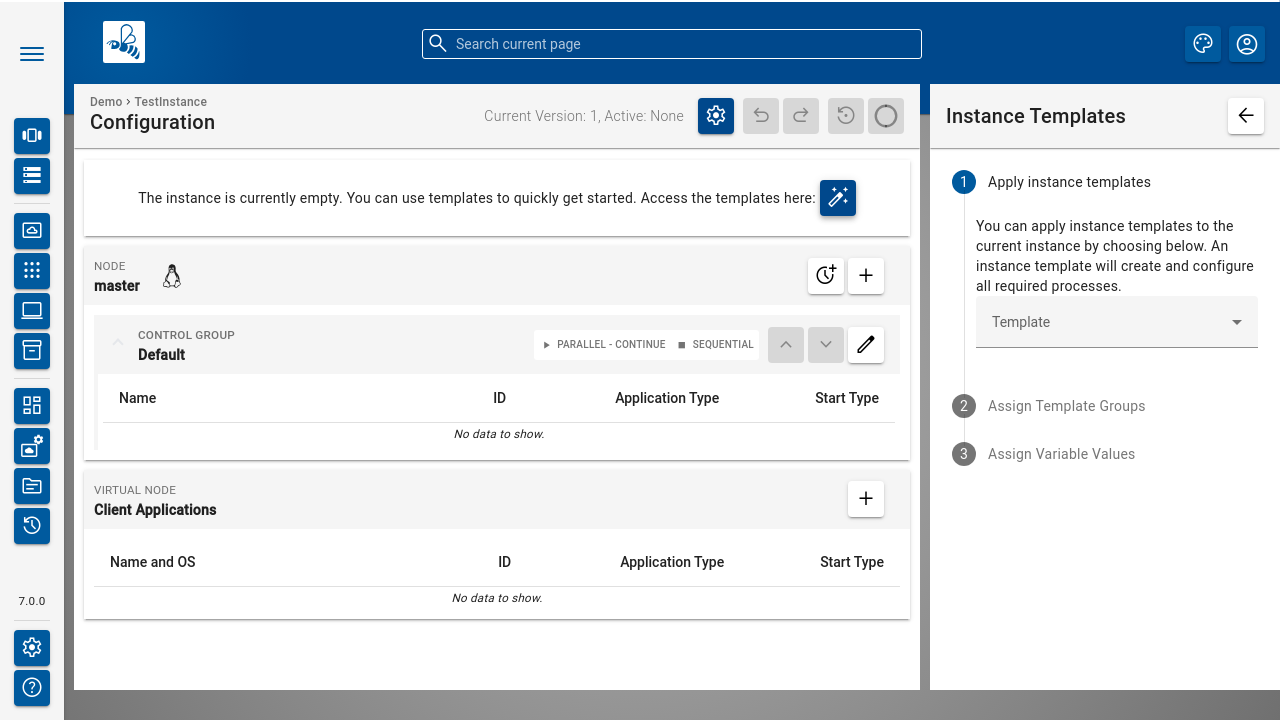 Search current page
Demo › TestInstance
Configuration
Current Version: 1, Active: None
The instance is currently empty. You can use templates to quickly get started. Access the templates here:
NODE
master
CONTROL GROUP
Default
PARALLEL - CONTINUE SEQUENTIAL
Name ID Application Type Start Type
No data to show.
VIRTUAL NODE
Client Applications
Name and OS ID Application Type Start Type
No data to show.
7.0.0
Instance Templates
1 Apply instance templates
You can apply instance templates to the
current instance by choosing below. An
instance template will create and configure
all required processes.
Template
2 Assign Template Groups
3 Assign Variable Values